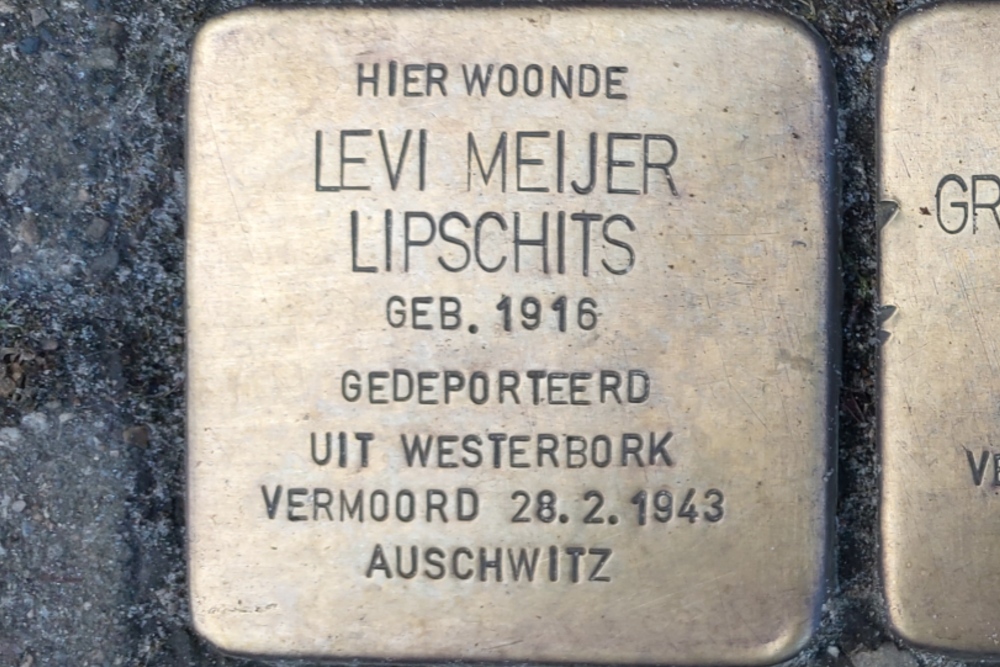 HIER WOONDE
LEVI MEIJER
LIPSCHITS
GEB. 1916
GEDEPORTEERD
UIT WESTERBORK
VERMOORD 28.2.1943
AUSCHWITZ